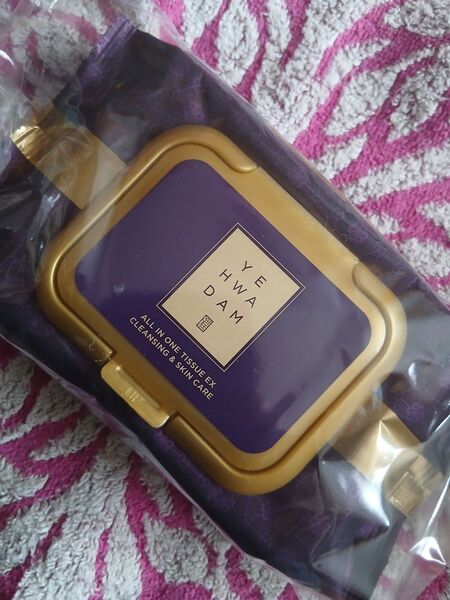 YE
HWA
DAM
ALL IN ONE TISSUE EX
CLEANSING & SKIN CARE